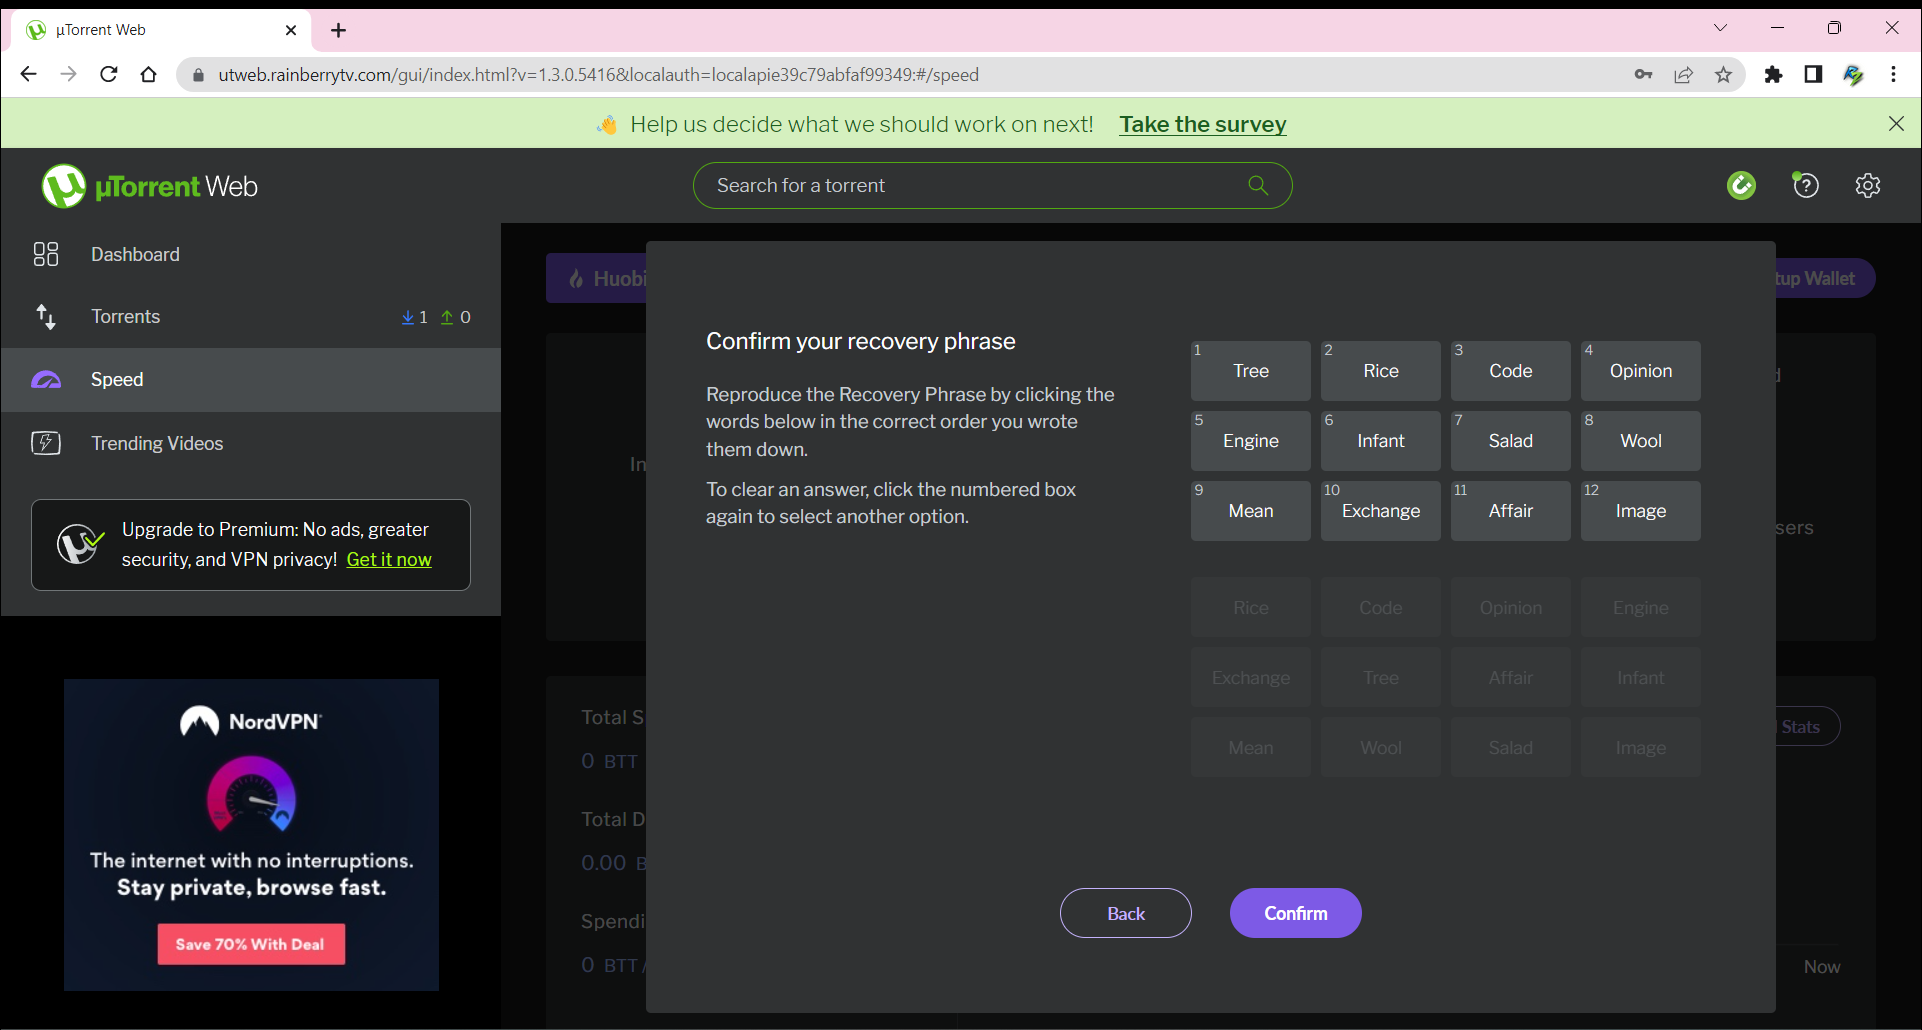 µTorrent Web
utweb.rainberrytv.com/gui/index.html?v=1.3.0.5416&localauth=localapie39c79abfaf99349:#/speed
👋 Help us decide what we should work on next! Take the survey
µTorrent Web
Search for a torrent
Dashboard
Torrents 1 0
Speed
Trending Videos
Upgrade to Premium: No ads, greater
security, and VPN privacy! Get it now
NordVPN
The internet with no interruptions.
Stay private, browse fast.
Save 70% With Deal
Huobi
tup Wallet
In
sers
Total S
0 BTT
Total D
0.00 B
Spendi
0 BTT /
Stats
Now
Confirm your recovery phrase
Reproduce the Recovery Phrase by clicking the
words below in the correct order you wrote
them down.
To clear an answer, click the numbered box
again to select another option.
1 Tree 2 Rice 3 Code 4 Opinion
5 Engine 6 Infant 7 Salad 8 Wool
9 Mean 10 Exchange 11 Affair 12 Image
Rice Code Opinion Engine
Exchange Tree Affair Infant
Mean Wool Salad Image
Back Confirm